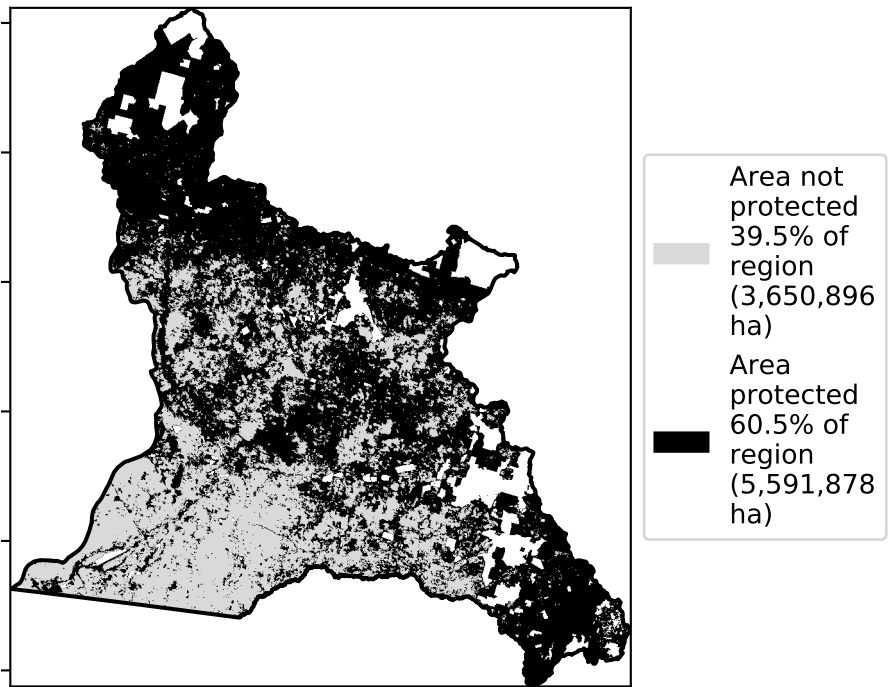 Area not
protected
39.5% of
region
(3,650,896
ha)
Area
protected
60.5% of
region
(5,591,878
ha)